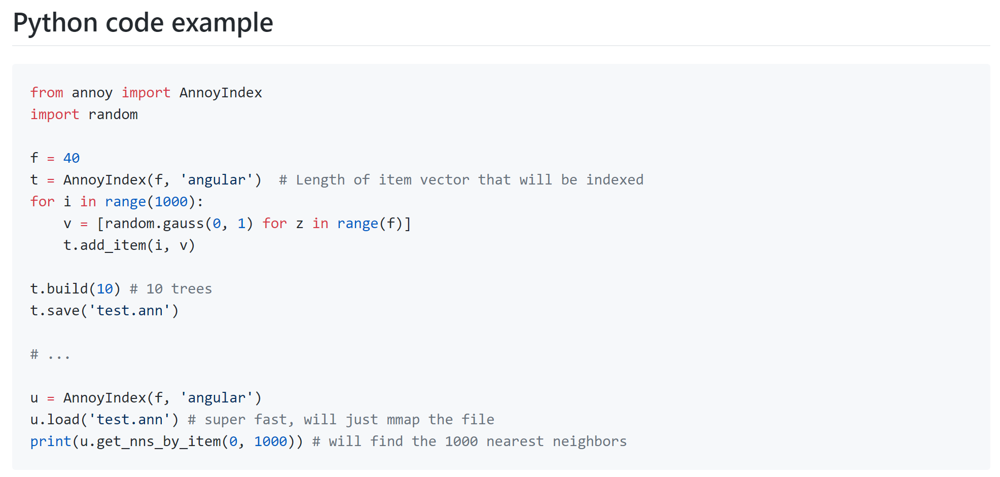 Python code example
from annoy import AnnoyIndex
import random
f = 40
t = AnnoyIndex(f, 'angular')  # Length of item vector that will be indexed
for i in range(1000):
    v = [random.gauss(0, 1) for z in range(f)]
    t.add_item(i, v)
t.build(10) # 10 trees
t.save('test.ann')
# ...
u = AnnoyIndex(f, 'angular')
u.load('test.ann') # super fast, will just mmap the file
print(u.get_nns_by_item(0, 1000)) # will find the 1000 nearest neighbors